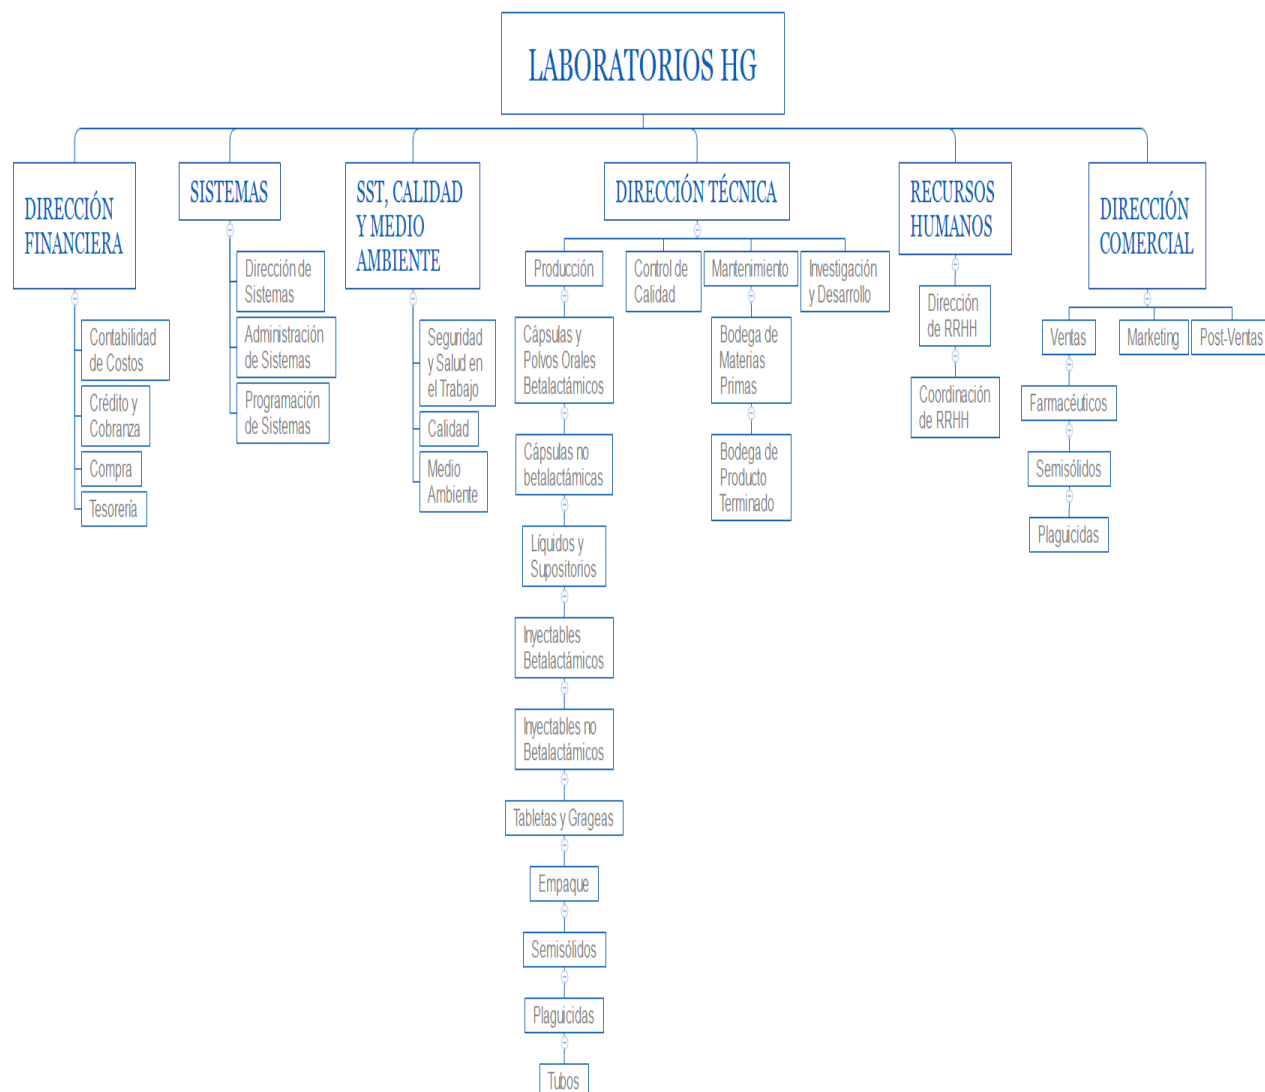 LABORATORIOS HG
DIRECCIÓN
FINANCIERA
Contabilidad
de Costos
Crédito y
Cobranza
Compra
Tesorería
SISTEMAS
Dirección de
Sistemas
Administración
de Sistemas
Programación
de Sistemas
SST, CALIDAD
Y MEDIO
AMBIENTE
Seguridad
y Salud en
el Trabajo
Calidad
Medio
Ambiente
DIRECCIÓN TÉCNICA
Producción
Cápsulas y
Polvos Orales
Betalactámicos
Cápsulas no
betalactámicas
Líquidos y
Supositorios
Inyectables
Betalactámicos
Inyectables no
Betalactámicos
Tabletas y Grageas
Empaque
Semisólidos
Plaguicidas
Tubos
Control de
Calidad
Mantenimiento
Bodega de
Materias
Primas
Bodega de
Producto
Terminado
Investigación
y Desarrollo
RECURSOS
HUMANOS
Dirección
de RRHH
Coordinación
de RRHH
DIRECCIÓN
COMERCIAL
Ventas
Farmacéuticos
Semisólidos
Plaguicidas
Marketing
Post-Ventas